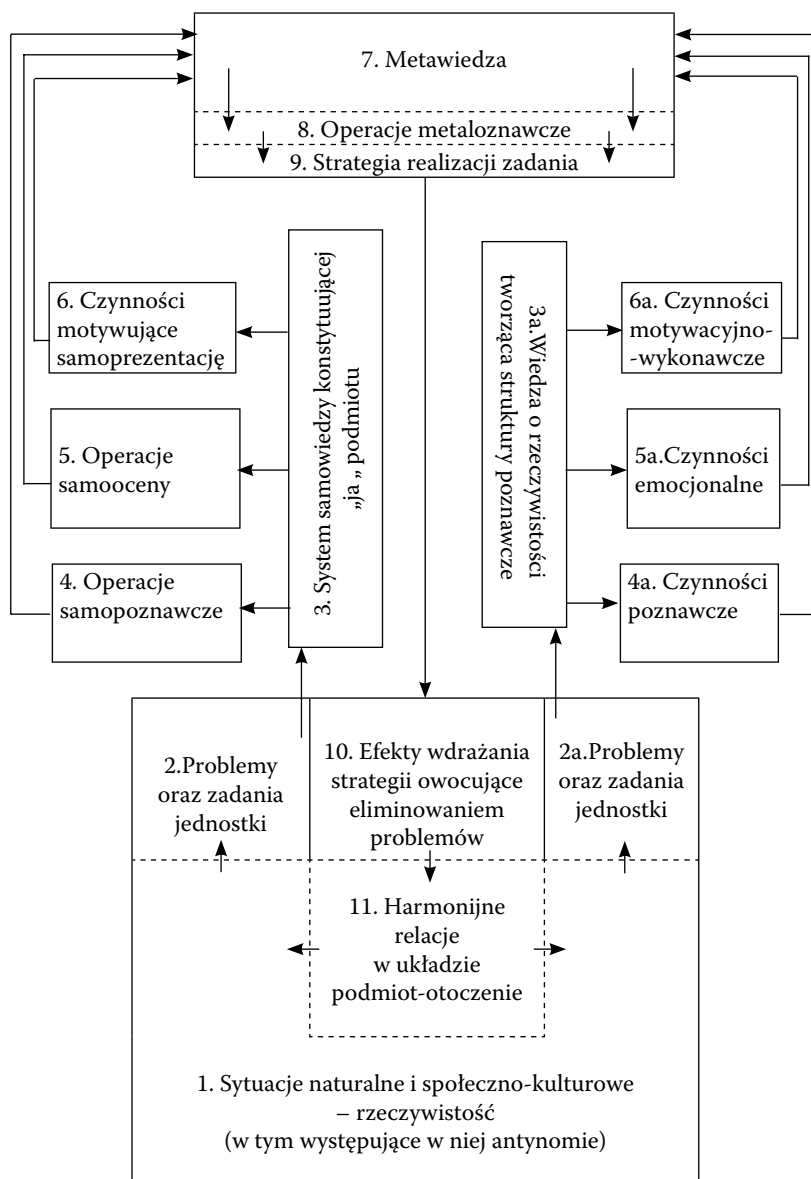 7. Metawiedza
8. Operacje metaloznawcze
9. Strategia realizacji zadania
6. Czynności
motywujące
samoprezentację
5. Operacje
samooceny
4. Operacje
samopoznawcze
3. System samowiedzy konstytuującej
„ja „ podmiotu
3a.Wiedza o rzeczywistości
tworząca struktury poznawcze
6a. Czynności
motywacyjno-
-wykonawcze
5a.Czynności
emocjonalne
4a. Czynności
poznawcze
2.Problemy
oraz zadania
jednostki
10. Efekty wdrażania
strategii owocujące
eliminowaniem
problemów
2a.Problemy
oraz zadania
jednostki
11. Harmonijne
relacje
w układzie
podmiot-otoczenie
1. Sytuacje naturalne i społeczno-kulturowe
– rzeczywistość
(w tym występujące w niej antynomie)